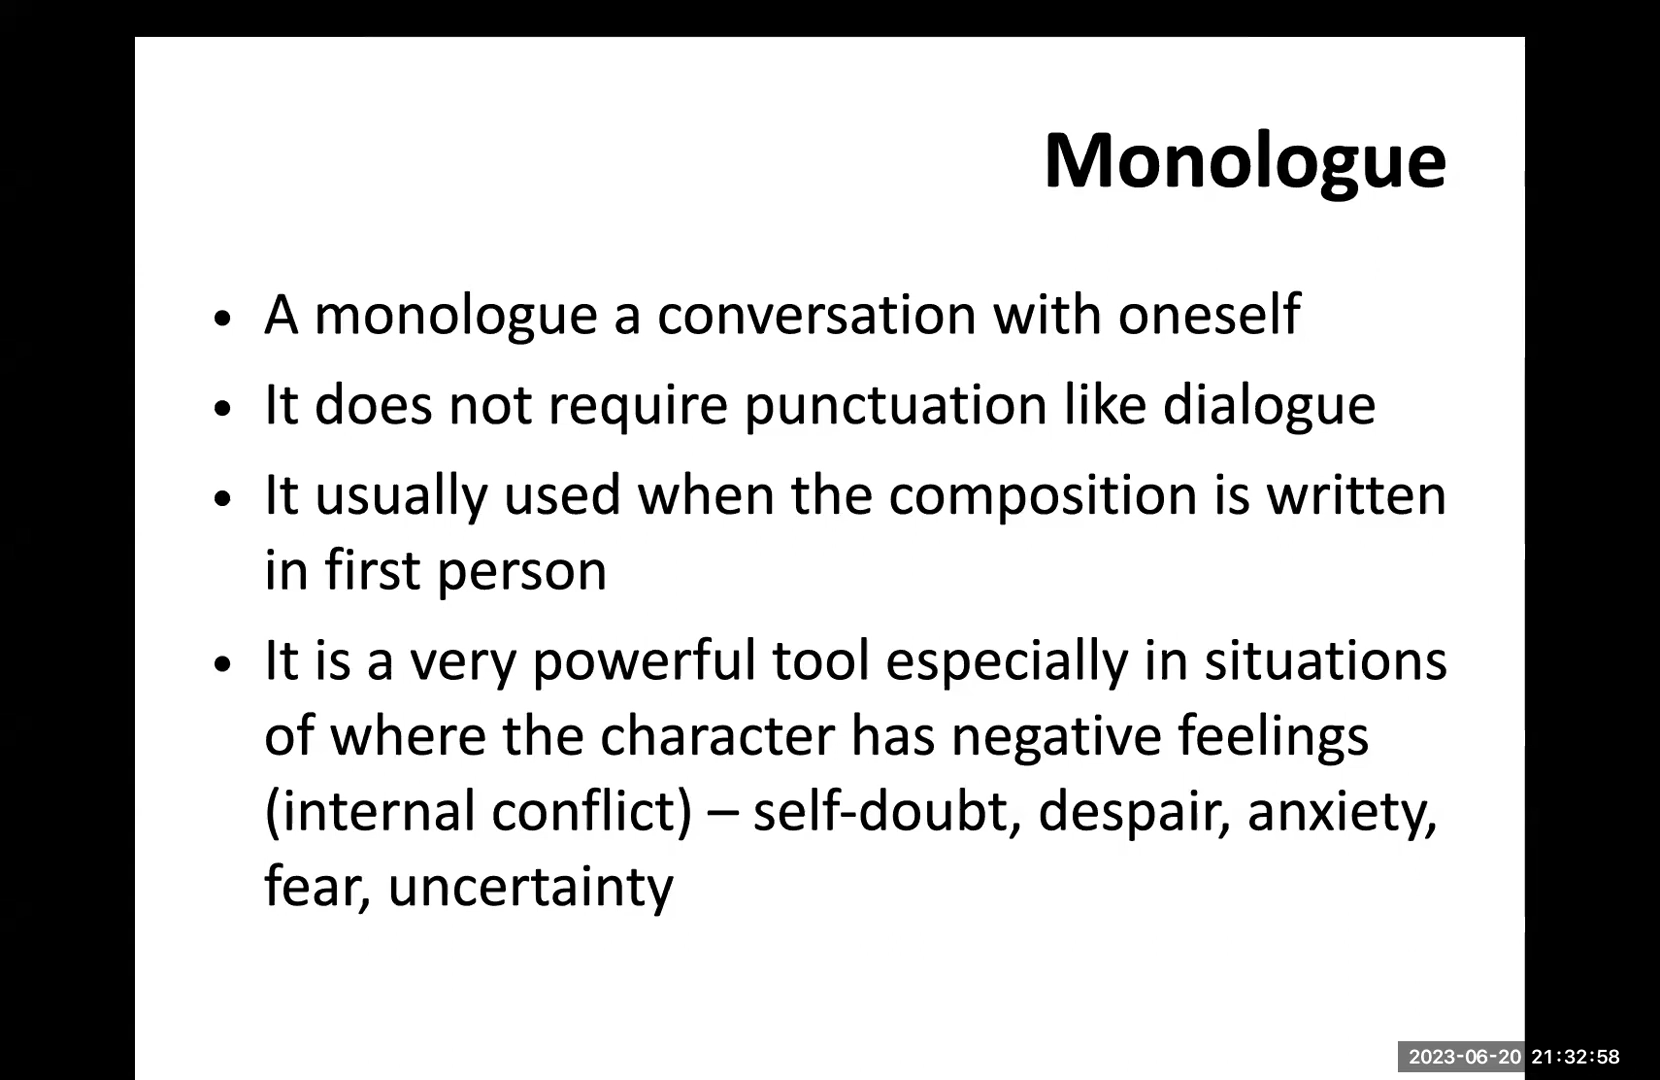 Monologue
• A monologue a conversation with oneself
• It does not require punctuation like dialogue
• It usually used when the composition is written
in first person
• It is a very powerful tool especially in situations
of where the character has negative feelings
(internal conflict) – self-doubt, despair, anxiety,
fear, uncertainty
2023-06-20 21:32:58